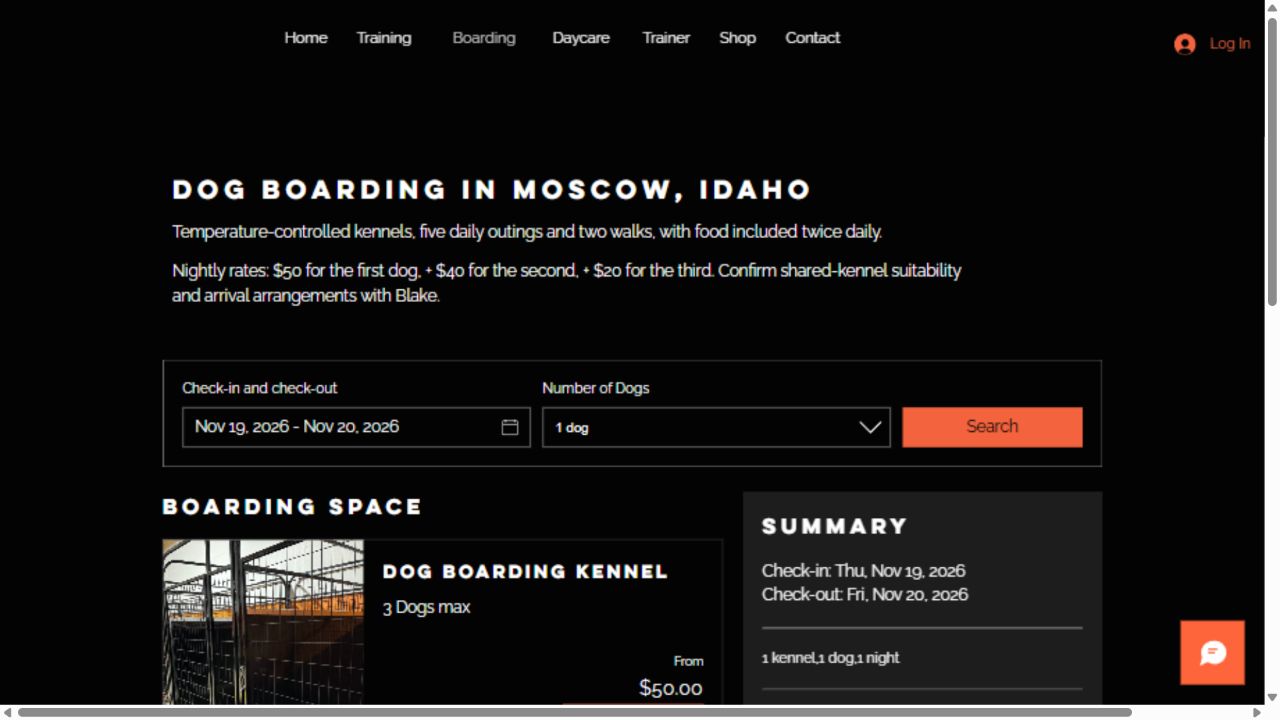 Home Training Boarding Daycare Trainer Shop Contact
Log In
DOG BOARDING IN MOSCOW, IDAHO
Temperature-controlled kennels, five daily outings and two walks, with food included twice daily.
Nightly rates: $50 for the first dog, + $40 for the second, + $20 for the third. Confirm shared-kennel suitability
and arrival arrangements with Blake.
Check-in and check-out
Number of Dogs
Nov 19, 2026 - Nov 20, 2026
1 dog
Search
BOARDING SPACE
DOG BOARDING KENNEL
3 Dogs max
From
$50.00
SUMMARY
Check-in: Thu, Nov 19, 2026
Check-out: Fri, Nov 20, 2026
1 kennel,1 dog,1 night